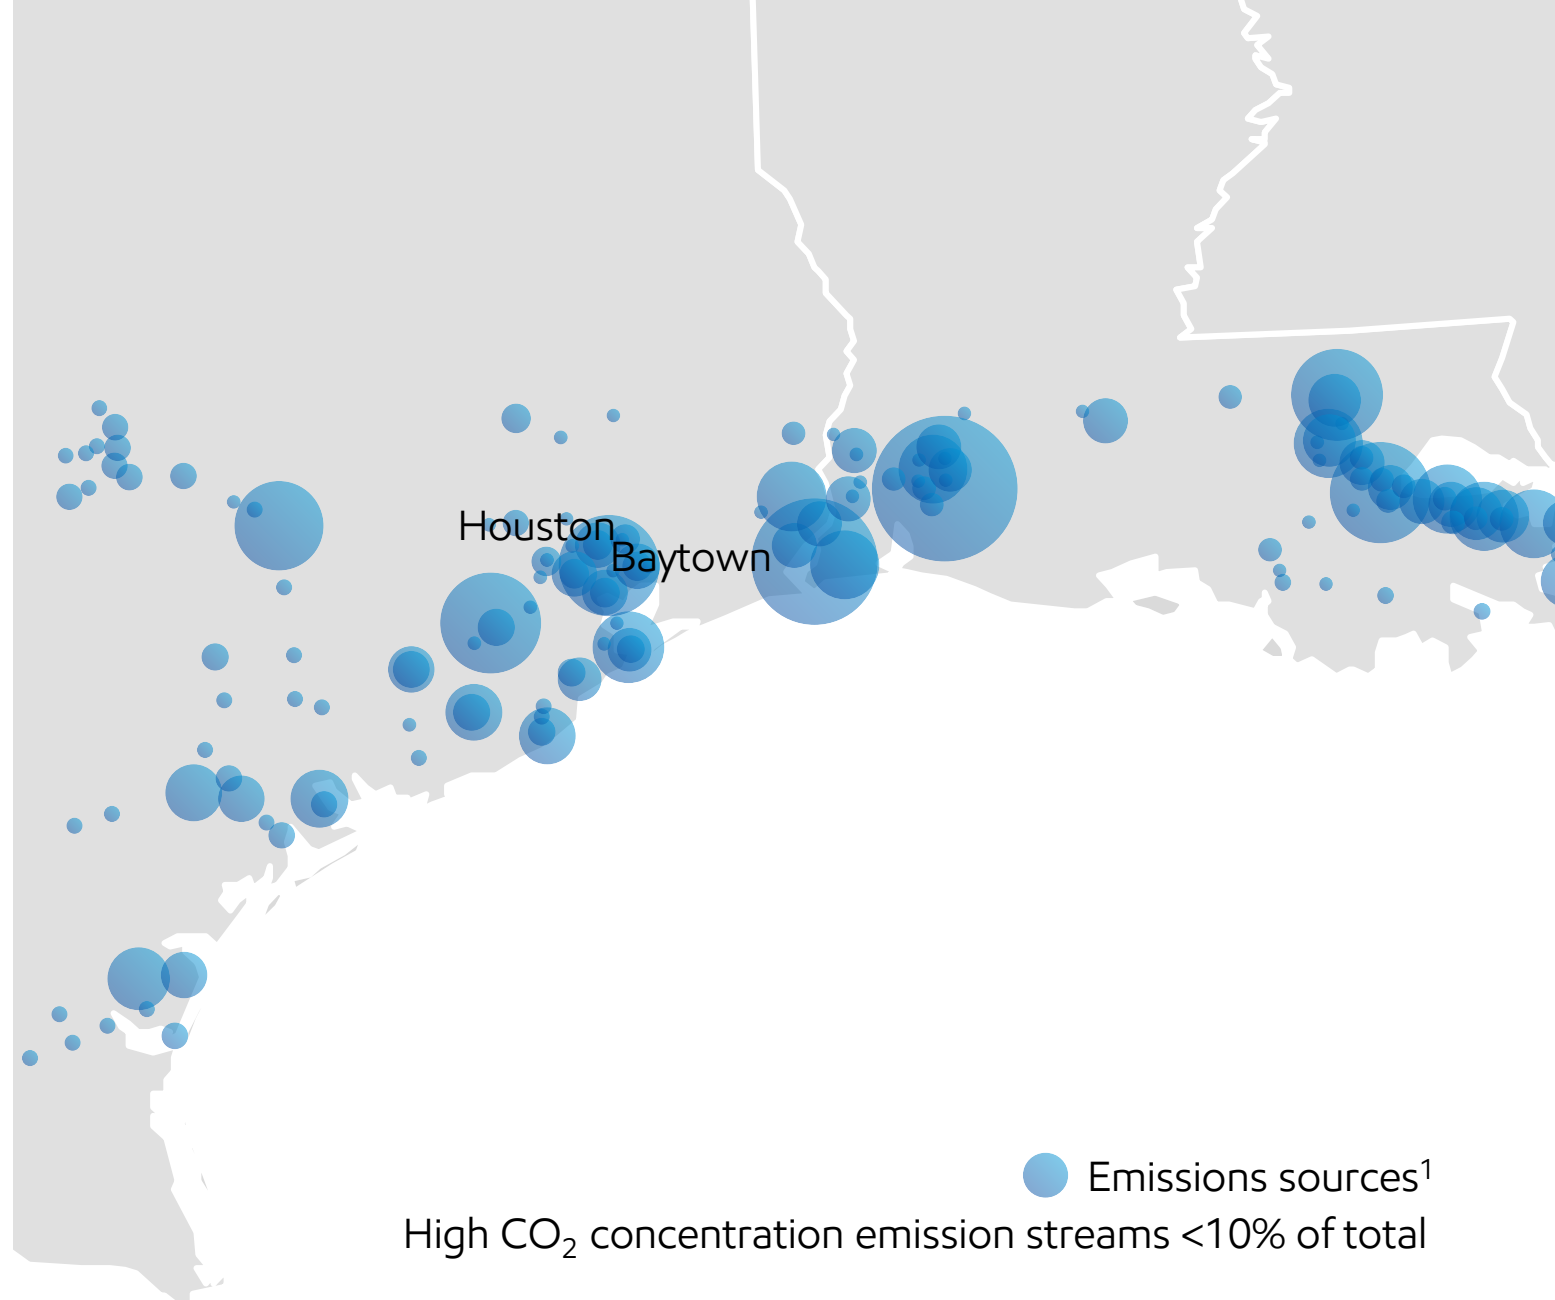 Houston
Baytown
Emissions sources¹
High CO₂ concentration emission streams <10% of total